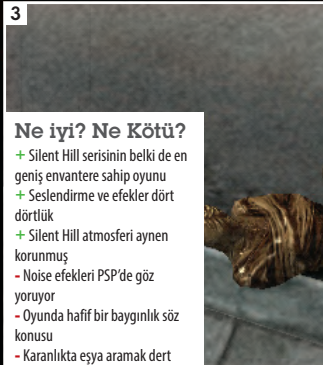 3
Ne iyi? Ne Kötü?
+ Silent Hill serisinin belki de en
geniş envantere sahip oyunu
+ Seslendirme ve efekler dört
dörtlük
+ Silent Hill atmosferi aynen
korunmuş
- Noise efekleri PSP'de göz
yoruyor
- Oyunda hafif bir baygınlık söz
konusu
- Karanlıkta eşya aramak dert